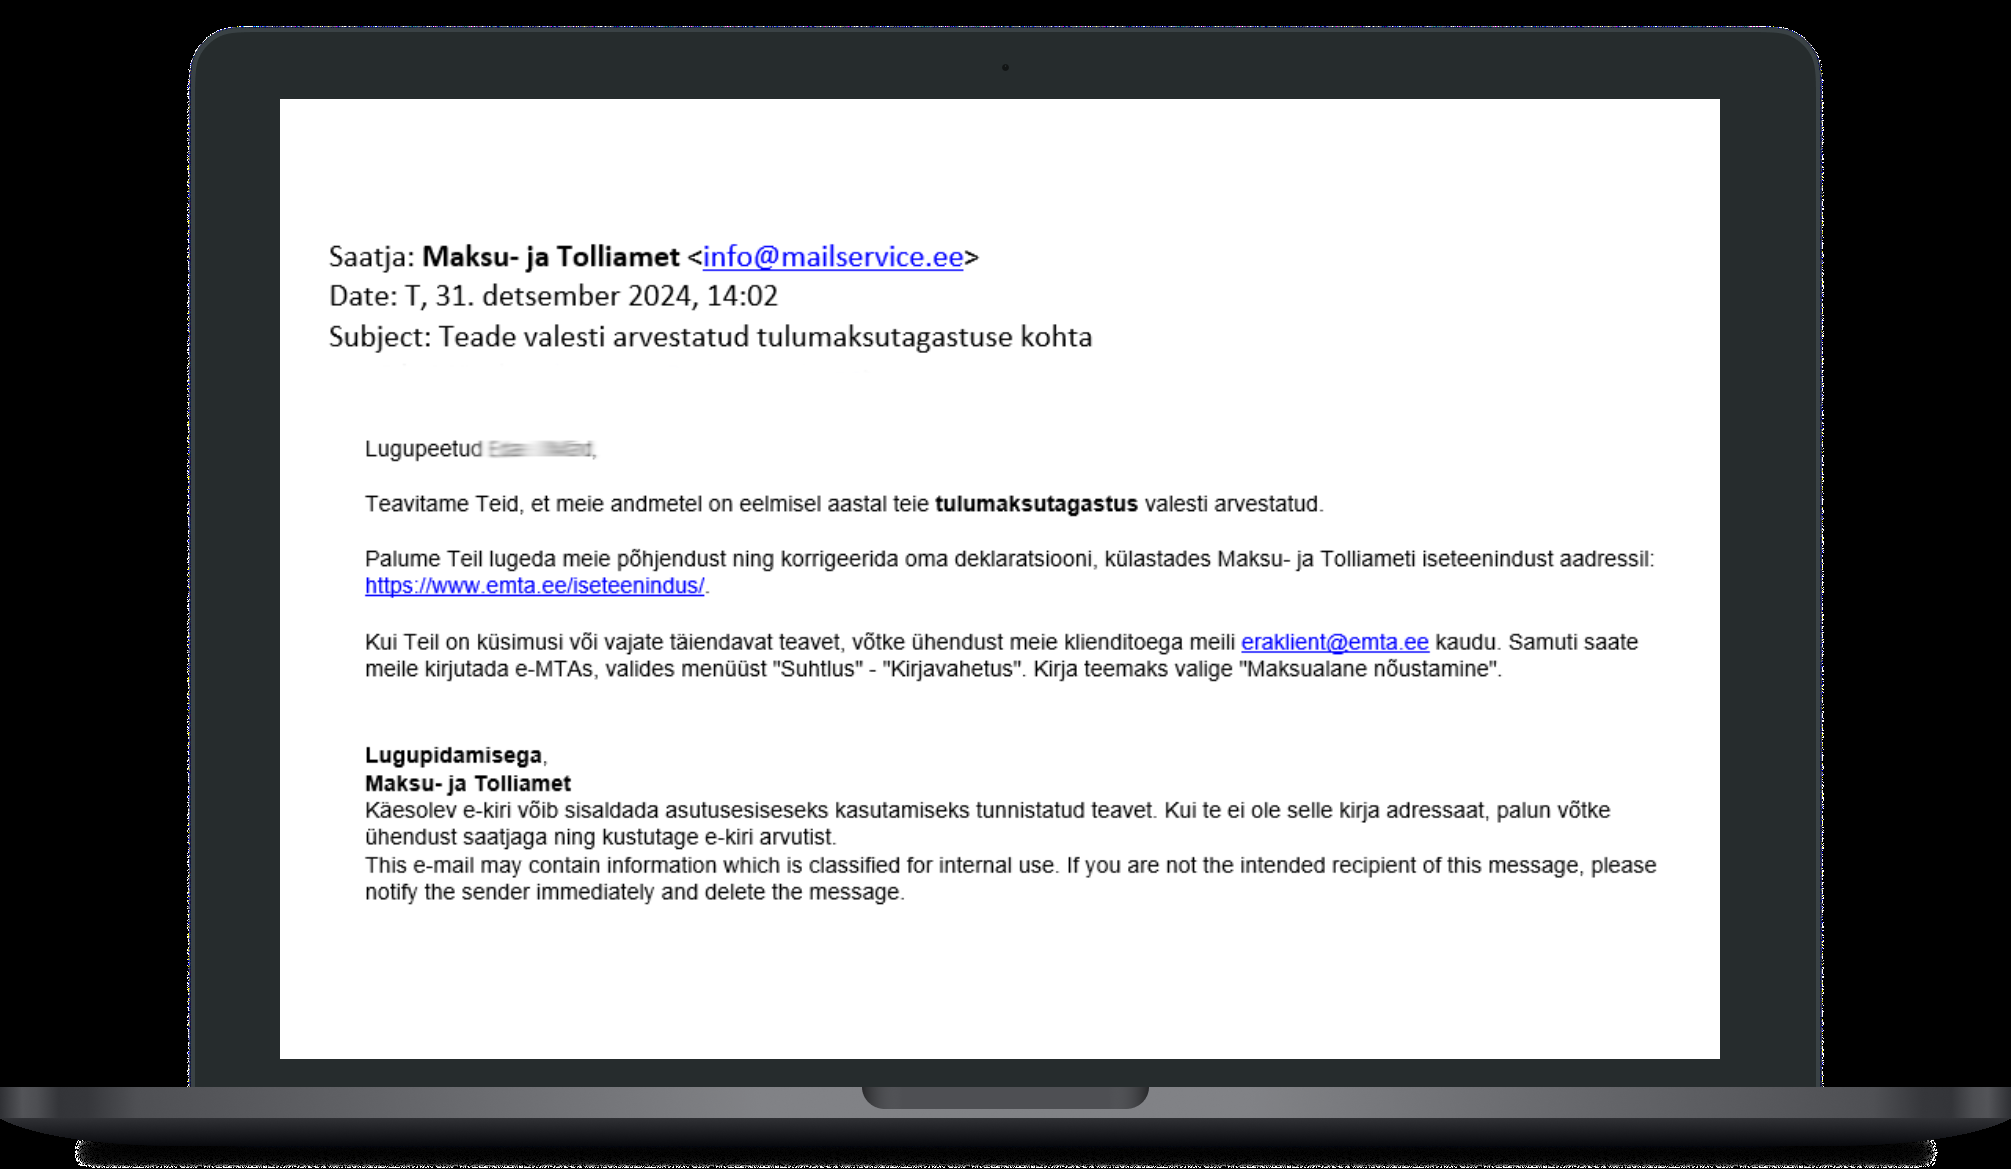 Saatja: Maksu- ja Tolliamet <info@mailservice.ee>
Date: T, 31. detsember 2024, 14:02
Subject: Teade valesti arvestatud tulumaksutagastuse kohta
Lugupeetud
Teavitame Teid, et meie andmetel on eelmisel aastal teie tulumaksutagastus valesti arvestatud.
Palume Teil lugeda meie põhjendust ning korrigeerida oma deklaratsiooni, külastades Maksu- ja Tolliameti iseteenindust aadressil:
https://www.emta.ee/iseteenindus/.
Kui Teil on küsimusi või vajate täiendavat teavet, võtke ühendust meie klienditoega meili eraklient@emta.ee kaudu. Samuti saate
meile kirjutada e-MTAs, valides menüüst "Suhtlus" - "Kirjavahetus". Kirja teemaks valige "Maksualane nõustamine".
Lugupidamisega,
Maksu- ja Tolliamet
Käesolev e-kiri võib sisaldada asutusesiseseks kasutamiseks tunnistatud teavet. Kui te ei ole selle kirja adressaat, palun võtke
ühendust saatjaga ning kustutage e-kiri arvutist.
This e-mail may contain information which is classified for internal use. If you are not the intended recipient of this message, please
notify the sender immediately and delete the message.